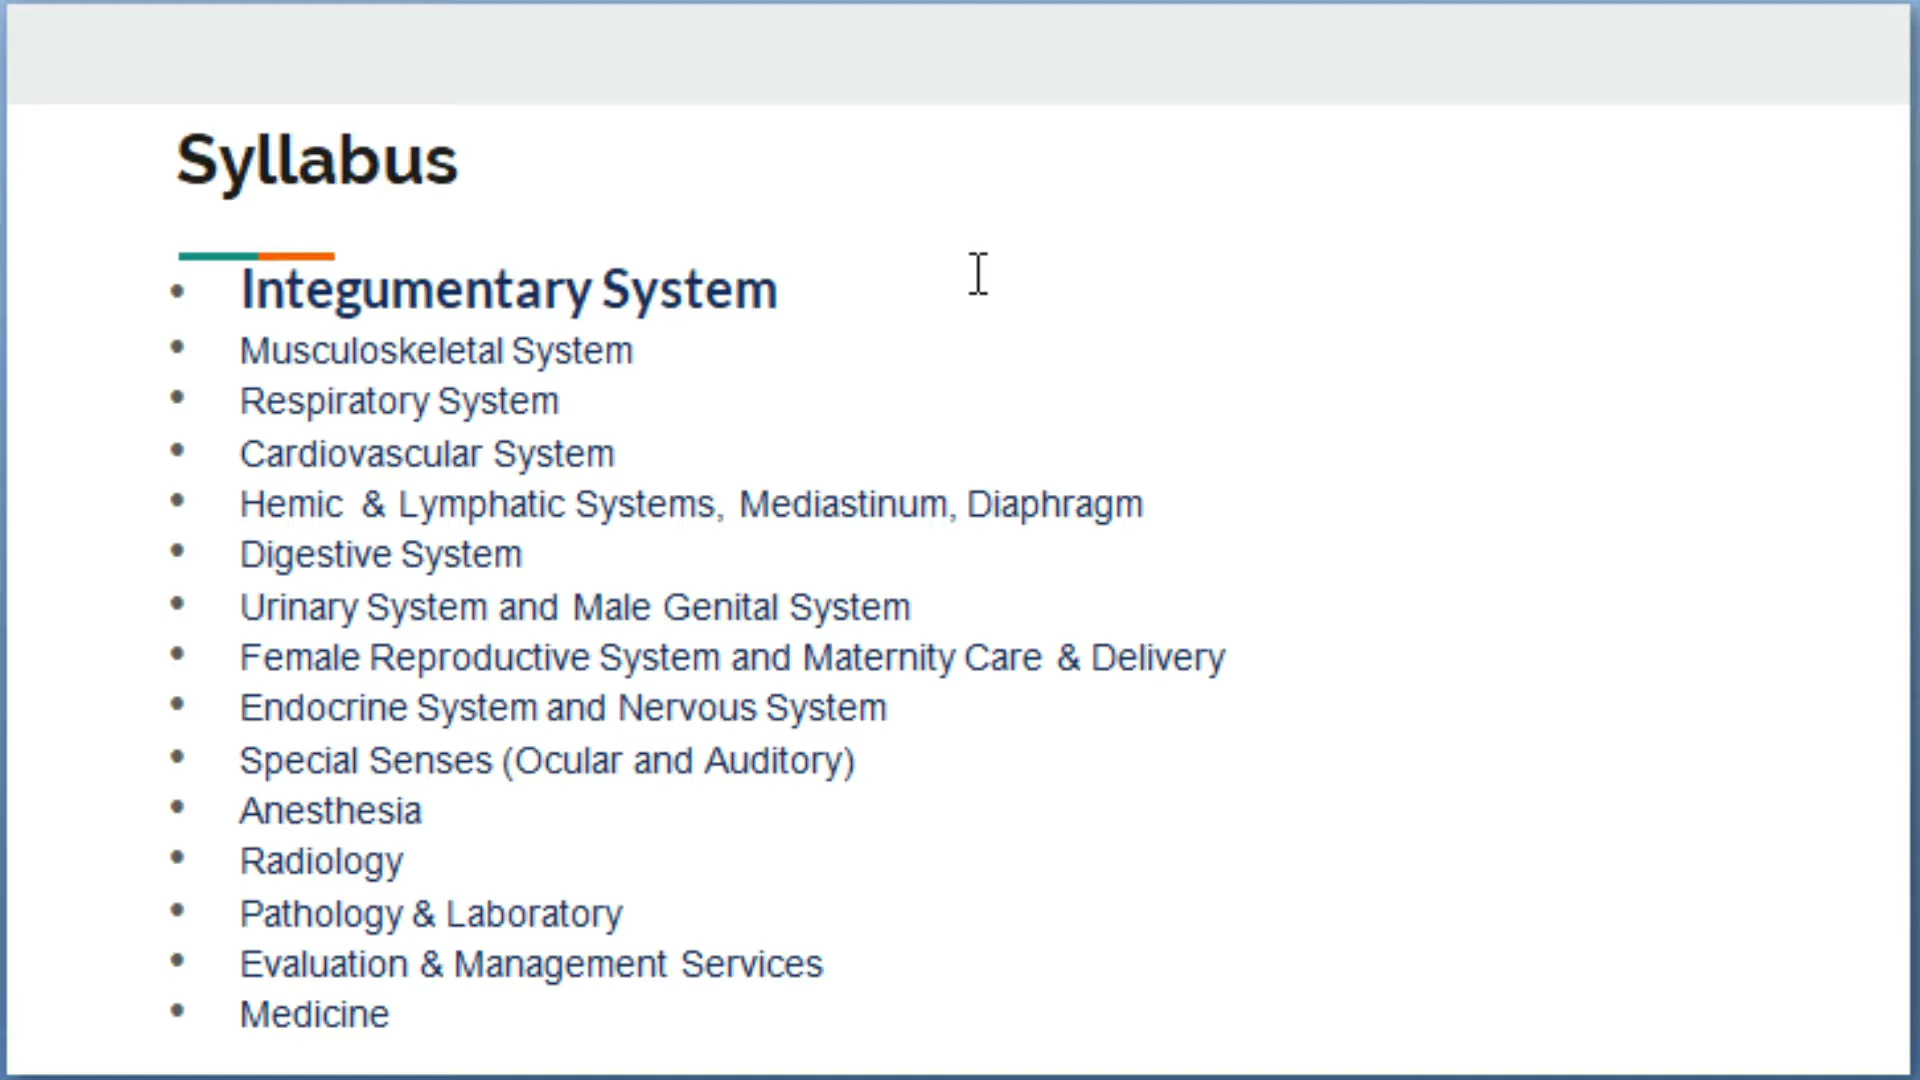 Syllabus
• Integumentary System
• Musculoskeletal System
• Respiratory System
• Cardiovascular System
• Hemic & Lymphatic Systems, Mediastinum, Diaphragm
• Digestive System
• Urinary System and Male Genital System
• Female Reproductive System and Maternity Care & Delivery
• Endocrine System and Nervous System
• Special Senses (Ocular and Auditory)
• Anesthesia
• Radiology
• Pathology & Laboratory
• Evaluation & Management Services
• Medicine